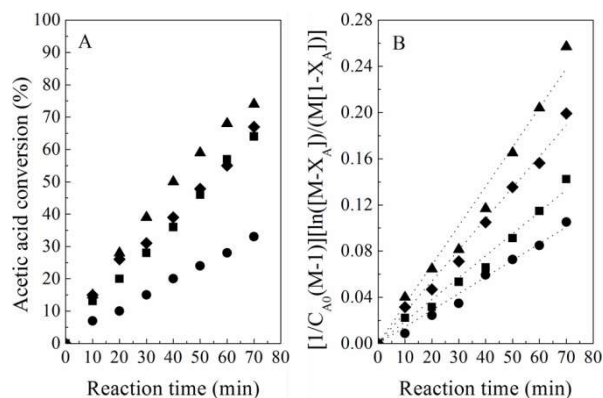 A
Acetic acid conversion (%)
100
90
80
70
60
50
40
30
20
10
0
0 10 20 30 40 50 60 70 80
Reaction time (min)
B
[1/C_A0(M-1)][ln([M-X_A])/(M[1-X_A])]
0.28
0.24
0.20
0.16
0.12
0.08
0.04
0.00
0 10 20 30 40 50 60 70 80
Reaction time (min)